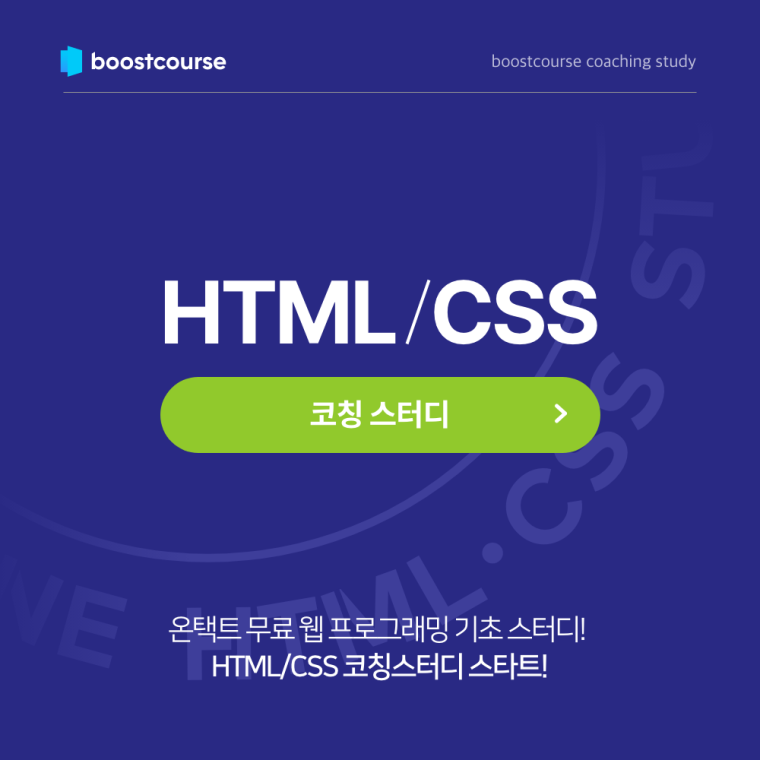 boostcourse
boostcourse coaching study
HTML/CSS
코칭 스터디
NE HTML·CSS STU
온택트 무료 웹 프로그래밍 기초 스터디!
HTML/CSS 코칭스터디 스타트!